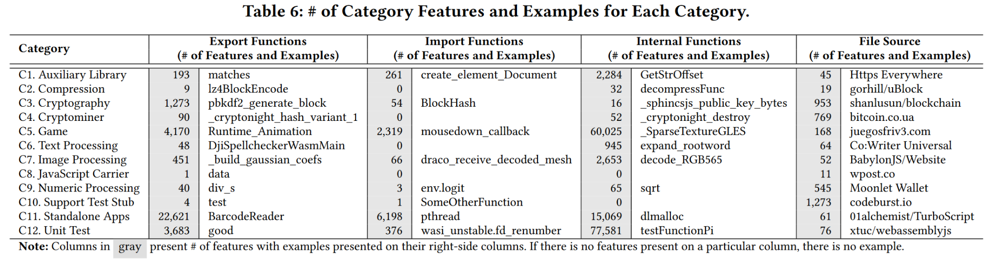 Table 6: # of Category Features and Examples for Each Category.
Category Export Functions (# of Features and Examples) Import Functions (# of Features and Examples) Internal Functions (# of Features and Examples) File Source (# of Features and Examples)
C1. Auxiliary Library 193 matches 261 create_element_Document 2,284 GetStrOffset 45 Https Everywhere
C2. Compression 9 lz4BlockEncode 0 32 decompressFunc 19 gorhill/uBlock
C3. Cryptography 1,273 pbkdf2_generate_block 54 BlockHash 16 _sphincsjs_public_key_bytes 953 shanlusun/blockchain
C4. Cryptominer 90 _cryptonight_hash_variant_1 0 52 _cryptonight_destroy 769 bitcoin.co.ua
C5. Game 4,170 Runtime_Animation 2,319 mousedown_callback 60,025 _SparseTextureGLES 168 juegosfriv3.com
C6. Text Processing 48 DjiSpellcheckerWasmMain 0 945 expand_rootword 64 Co:Writer Universal
C7. Image Processing 451 _build_gaussian_coefs 66 draco_receive_decoded_mesh 2,653 decode_RGB565 52 BabylonJS/Website
C8. JavaScript Carrier 1 data 0 0 11 wpost.co
C9. Numeric Processing 40 div_s 3 env.logit 65 sqrt 545 Moonlet Wallet
C10. Support Test Stub 4 test 1 SomeOtherFunction 0 1,273 codeburst.io
C11. Standalone Apps 22,621 BarcodeReader 6,198 pthread 15,069 dlmalloc 61 01alchemist/TurboScript
C12. Unit Test 3,683 good 376 wasi_unstable.fd_renumber 77,581 testFunctionPi 76 xtuc/webassemblyjs
Note: Columns in gray present # of features with examples presented on their right-side columns. If there is no features present on a particular column, there is no example.